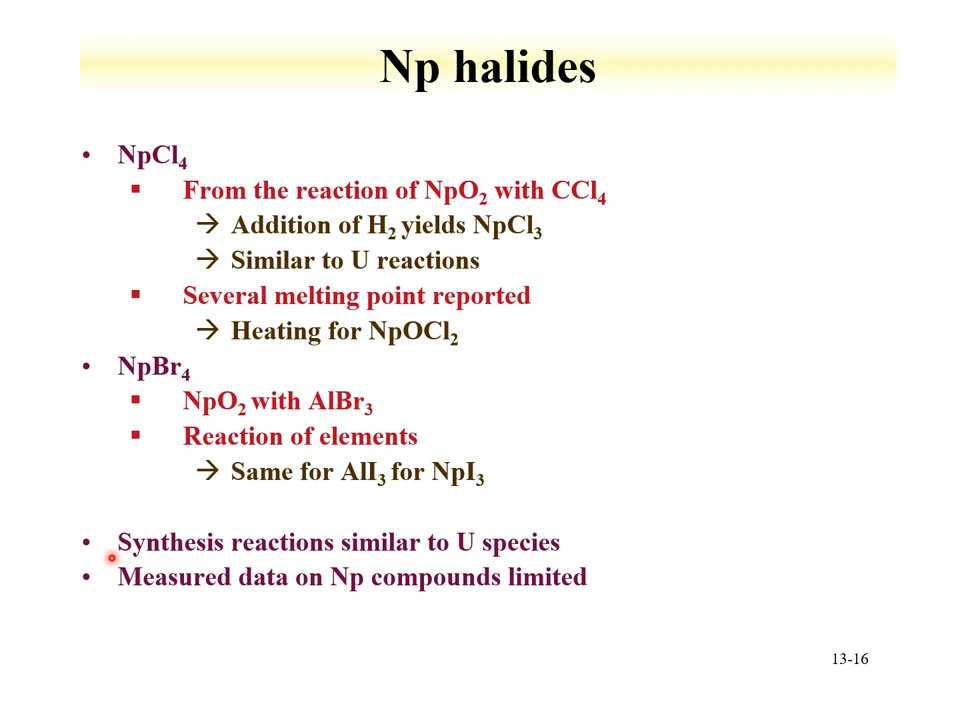 Np halides
• NpCl₄
▪ From the reaction of NpO₂ with CCl₄
→ Addition of H₂ yields NpCl₃
→ Similar to U reactions
▪ Several melting point reported
→ Heating for NpOCl₂
• NpBr₄
▪ NpO₂ with AlBr₃
▪ Reaction of elements
→ Same for AlI₃ for NpI₃
• Synthesis reactions similar to U species
• Measured data on Np compounds limited
13-16